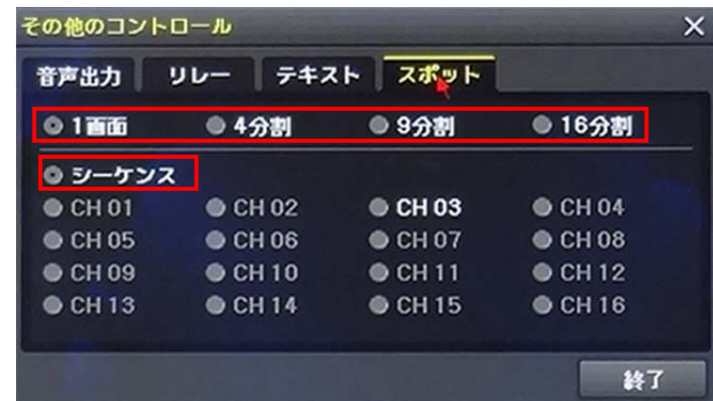 その他のコントロール
音声出力 リレー テキスト スポット
1画面 4分割 9分割 16分割
シーケンス
CH 01 CH 02 CH 03 CH 04
CH 05 CH 06 CH 07 CH 08
CH 09 CH 10 CH 11 CH 12
CH 13 CH 14 CH 15 CH 16
終了